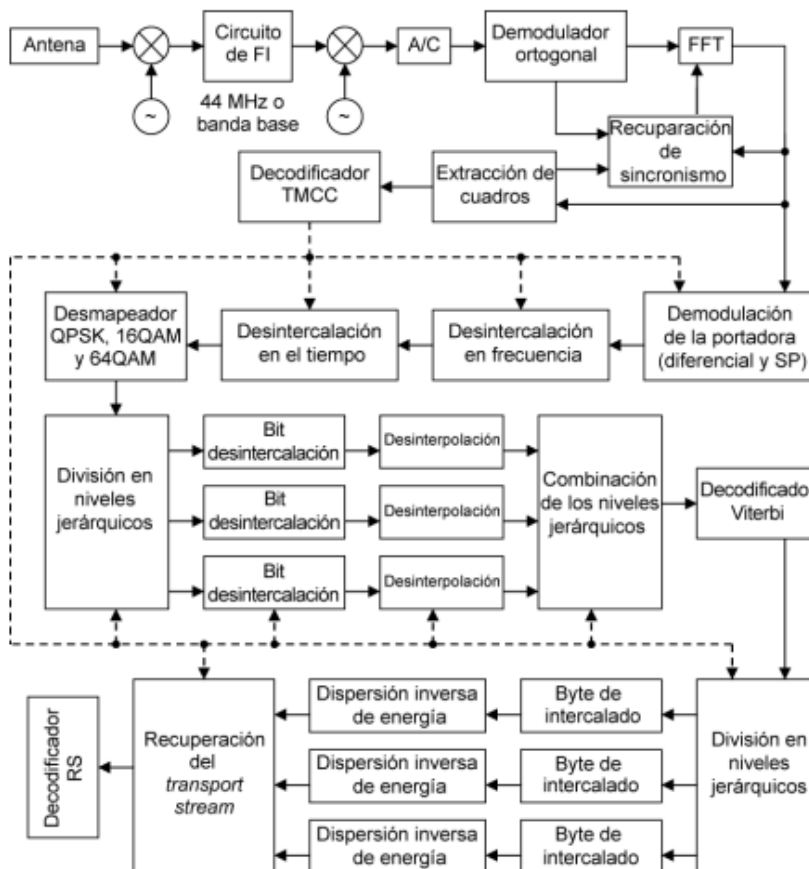 Antena
Circuito
de FI
A/C
Demodulador
ortogonal
FFT
~
44 MHz o
banda base
~
Recuparación
de
sincronismo
Decodificador
TMCC
Extracción de
cuadros
Desmapeador
QPSK, 16QAM
y 64QAM
Desintercalación
en el tiempo
Desintercalación
en frecuencia
Demodulación
de la portadora
(diferencial y SP)
División en
niveles
jerárquicos
Bit
desintercalación
Desinterpolación
Bit
desintercalación
Desinterpolación
Bit
desintercalación
Desinterpolación
Combinación
de los niveles
jerárquicos
Decodificado
Viterbi
Decodificador
RS
Recuperación
del
transport
stream
Dispersión inversa
de energía
Byte de
intercalado
Dispersión inversa
de energía
Byte de
intercalado
Dispersión inversa
de energía
Byte de
intercalado
División en
niveles
jerárquicos